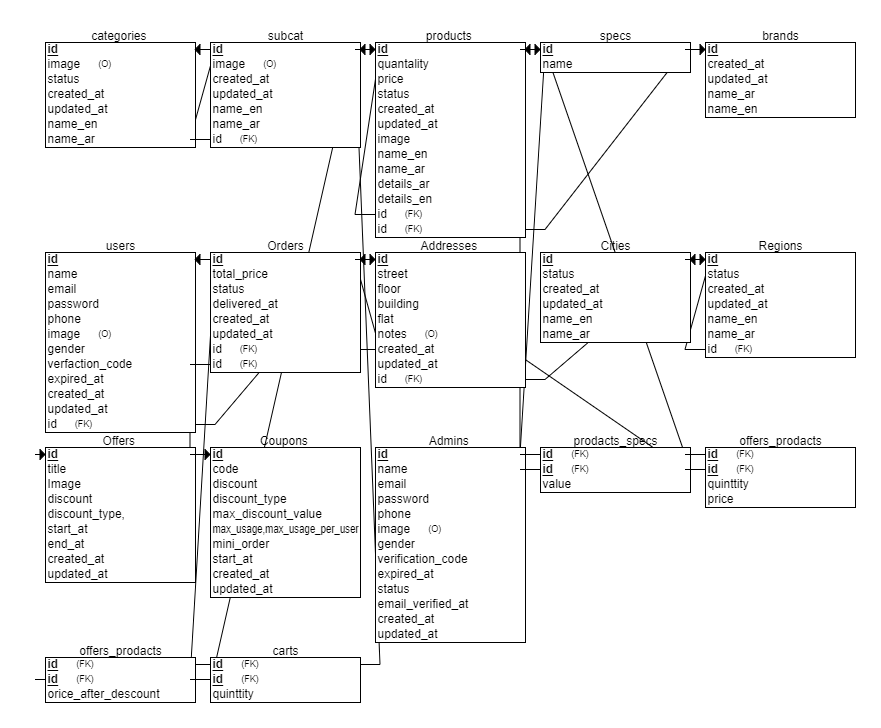 categories
id
image (O)
status
created_at
updated_at
name_en
name_ar
subcat
id
image (O)
created_at
updated_at
name_en
name_ar
id (FK)
products
id
quantality
price
status
created_at
updated_at
image
name_en
name_ar
details_ar
details_en
id (FK)
id (FK)
specs
id
name
brands
id
created_at
updated_at
name_ar
name_en
users
id
name
email
password
phone
image (O)
gender
verfaction_code
expired_at
created_at
updated_at
id (FK)
Orders
id
total_price
status
delivered_at
created_at
updated_at
id (FK)
id (FK)
Addresses
id
street
floor
building
flat
notes (O)
created_at
updated_at
id (FK)
Cities
id
status
created_at
updated_at
name_en
name_ar
Regions
id
status
created_at
updated_at
name_en
name_ar
id (FK)
Offers
id
title
Image
discount
discount_type,
start_at
end_at
created_at
updated_at
Coupons
id
code
discount
discount_type
max_discount_value
max_usage,max_usage_per_user
mini_order
start_at
created_at
updated_at
Admins
id
name
email
password
phone
image (O)
gender
verification_code
expired_at
status
email_verified_at
created_at
updated_at
prodacts_specs
id (FK)
id (FK)
value
offers_prodacts
id (FK)
id (FK)
quinttity
price
offers_prodacts
id (FK)
id (FK)
orice_after_descount
carts
id (FK)
id (FK)
quinttity